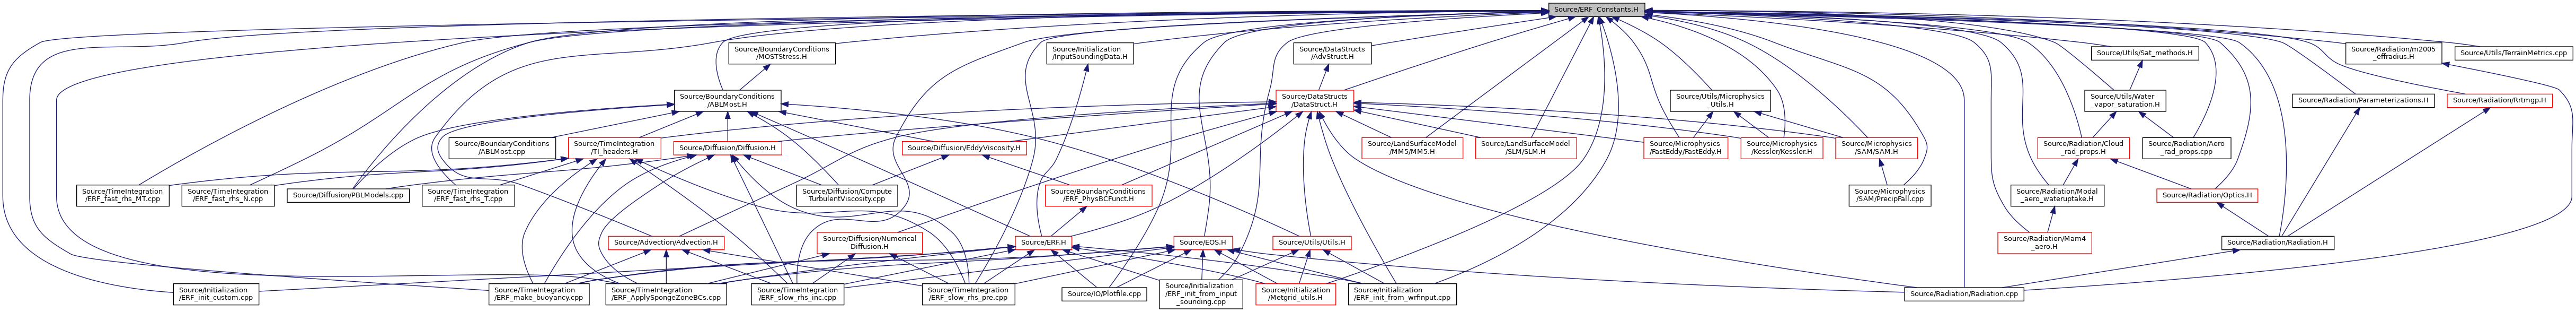 Source/ERF_Constants.H
Source/BoundaryConditions
/MOSTStress.H
Source/Initialization
/InputSoundingData.H
Source/DataStructs
/AdvStruct.H
Source/Utils/Sat_methods.H
Source/Radiation/m2005
_effradius.H
Source/Utils/TerrainMetrics.cpp
Source/BoundaryConditions
/ABLMost.H
Source/DataStructs
/DataStruct.H
Source/Utils/Microphysics
_Utils.H
Source/Utils/Water
_vapor_saturation.H
Source/Radiation/Parameterizations.H
Source/Radiation/Rrtmgp.H
Source/BoundaryConditions
/ABLMost.cpp
Source/TimeIntegration
/TI_headers.H
Source/Diffusion/Diffusion.H
Source/Diffusion/EddyViscosity.H
Source/LandSurfaceModel
/MM5/MM5.H
Source/LandSurfaceModel
/SLM/SLM.H
Source/Microphysics
/FastEddy/FastEddy.H
Source/Microphysics
/Kessler/Kessler.H
Source/Microphysics
/SAM/SAM.H
Source/Radiation/Cloud
_rad_props.H
Source/Radiation/Aero
_rad_props.cpp
Source/TimeIntegration
/ERF_fast_rhs_MT.cpp
Source/TimeIntegration
/ERF_fast_rhs_N.cpp
Source/Diffusion/PBLModels.cpp
Source/TimeIntegration
/ERF_fast_rhs_T.cpp
Source/Diffusion/Compute
TurbulentViscosity.cpp
Source/BoundaryConditions
/ERF_PhysBCFunct.H
Source/Microphysics
/SAM/PrecipFall.cpp
Source/Radiation/Modal
_aero_wateruptake.H
Source/Radiation/Optics.H
Source/Advection/Advection.H
Source/Diffusion/Numerical
Diffusion.H
Source/ERF.H
Source/EOS.H
Source/Utils/Utils.H
Source/Radiation/Mam4
_aero.H
Source/Radiation/Radiation.H
Source/Initialization
/ERF_init_custom.cpp
Source/TimeIntegration
/ERF_make_buoyancy.cpp
Source/TimeIntegration
/ERF_ApplySpongeZoneBCs.cpp
Source/TimeIntegration
/ERF_slow_rhs_inc.cpp
Source/TimeIntegration
/ERF_slow_rhs_pre.cpp
Source/IO/Plotfile.cpp
Source/Initialization
/ERF_init_from_input
_sounding.cpp
Source/Initialization
/Metgrid_utils.H
Source/Initialization
/ERF_init_from_wrfinput.cpp
Source/Radiation/Radiation.cpp